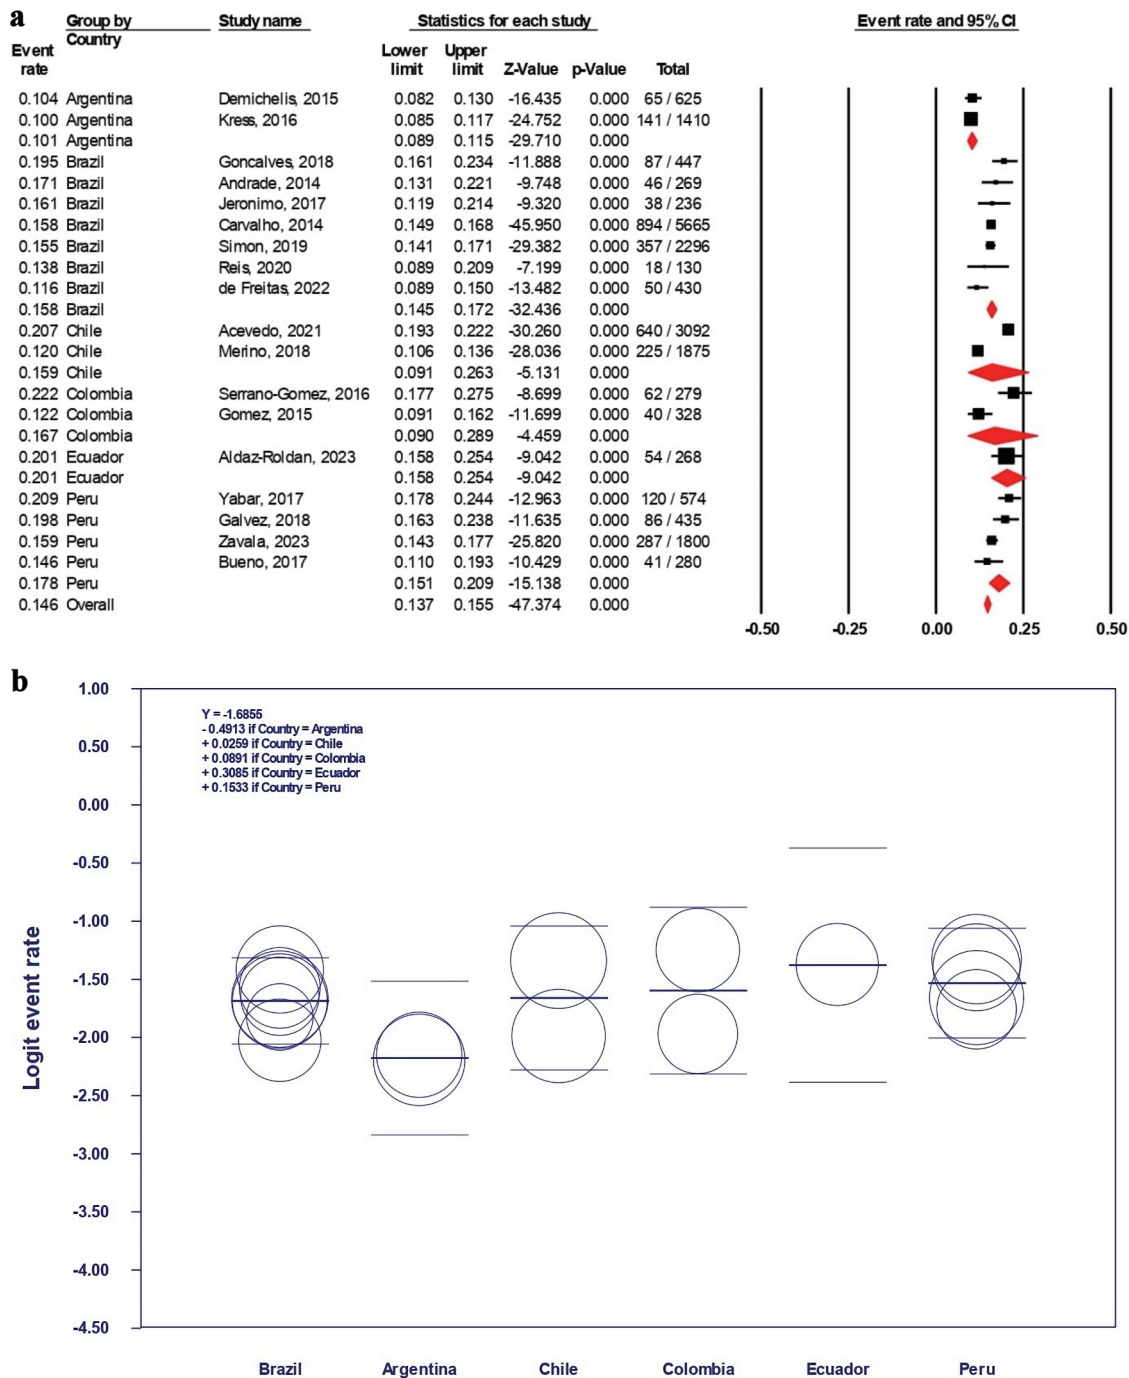 a
Group by Country Study name Statistics for each study Event rate and 95% CI
Event rate Lower limit Upper limit Z-Value p-Value Total
0.104 Argentina Demichelis, 2015 0.082 0.130 -16.435 0.000 65 / 625
0.100 Argentina Kress, 2016 0.085 0.117 -24.752 0.000 141 / 1410
0.101 Argentina 0.089 0.115 -29.710 0.000
0.195 Brazil Goncalves, 2018 0.161 0.234 -11.888 0.000 87 / 447
0.171 Brazil Andrade, 2014 0.131 0.221 -9.748 0.000 46 / 269
0.161 Brazil Jeronimo, 2017 0.119 0.214 -9.320 0.000 38 / 236
0.158 Brazil Carvalho, 2014 0.149 0.168 -45.950 0.000 894 / 5665
0.155 Brazil Simon, 2019 0.141 0.171 -29.382 0.000 357 / 2296
0.138 Brazil Reis, 2020 0.089 0.209 -7.199 0.000 18 / 130
0.116 Brazil de Freitas, 2022 0.089 0.150 -13.482 0.000 50 / 430
0.158 Brazil 0.145 0.172 -32.436 0.000
0.207 Chile Acevedo, 2021 0.193 0.222 -30.260 0.000 640 / 3092
0.120 Chile Merino, 2018 0.106 0.136 -28.036 0.000 225 / 1875
0.159 Chile 0.091 0.263 -5.131 0.000
0.222 Colombia Serrano-Gomez, 2016 0.177 0.275 -8.699 0.000 62 / 279
0.122 Colombia Gomez, 2015 0.091 0.162 -11.699 0.000 40 / 328
0.167 Colombia 0.090 0.289 -4.459 0.000
0.201 Ecuador Aldaz-Roldan, 2023 0.158 0.254 -9.042 0.000 54 / 268
0.201 Ecuador 0.158 0.254 -9.042 0.000
0.209 Peru Yabar, 2017 0.178 0.244 -12.963 0.000 120 / 574
0.198 Peru Galvez, 2018 0.163 0.238 -11.635 0.000 86 / 435
0.159 Peru Zavala, 2023 0.143 0.177 -25.820 0.000 287 / 1800
0.146 Peru Bueno, 2017 0.110 0.193 -10.429 0.000 41 / 280
0.178 Peru 0.151 0.209 -15.138 0.000
0.146 Overall 0.137 0.155 -47.374 0.000
-0.50 -0.25 0.00 0.25 0.50
b
Y = -1.6855
- 0.4913 if Country = Argentina
+ 0.0259 if Country = Chile
+ 0.0891 if Country = Colombia
+ 0.3085 if Country = Ecuador
+ 0.1533 if Country = Peru
Logit event rate
1.00
0.50
0.00
-0.50
-1.00
-1.50
-2.00
-2.50
-3.00
-3.50
-4.00
-4.50
Brazil Argentina Chile Colombia Ecuador Peru